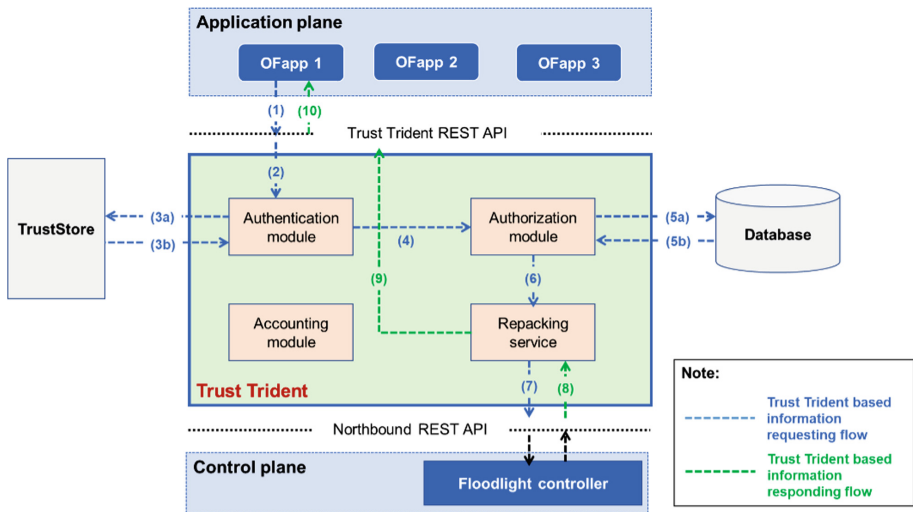 Application plane
OFapp 1
OFapp 2
OFapp 3
(1)
(10)
Trust Trident REST API
(2)
TrustStore
(3a)
(3b)
Authentication
module
(4)
Authorization
module
(5a)
(5b)
Database
(6)
(9)
Accounting
module
Repacking
service
Trust Trident
(7)
(8)
Northbound REST API
Control plane
Floodlight controller
Note:
Trust Trident based
information
requesting flow
Trust Trident based
information
responding flow